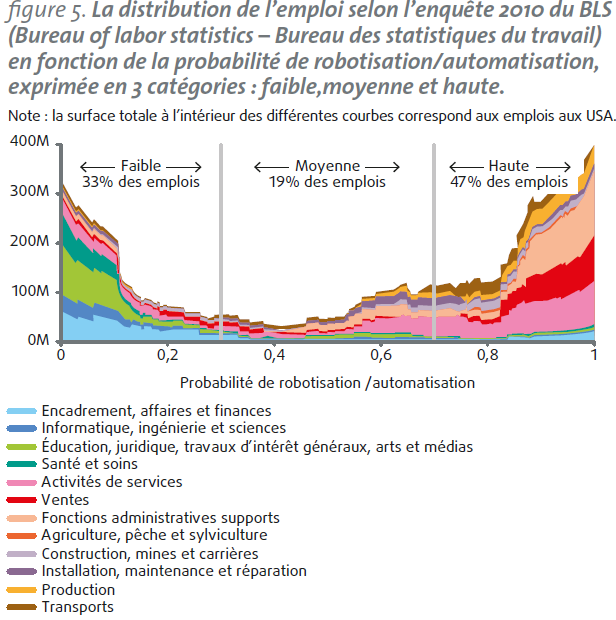 figure 5. La distribution de l’emploi selon l’enquête 2010 du BLS
(Bureau of labor statistics – Bureau des statistiques du travail)
en fonction de la probabilité de robotisation/automatisation,
exprimée en 3 catégories : faible,moyenne et haute.
Note : la surface totale à l’intérieur des différentes courbes correspond aux emplois aux USA.
400M
Faible
Moyenne
Haute
33% des emplois
19% des emplois
47% des emplois
300M
200M
100M
0M
0
0,2
0,4
0,6
0,8
1
Probabilité de robotisation /automatisation
Encadrement, affaires et finances
Informatique, ingénierie et sciences
Éducation, juridique, travaux d’intérêt généraux, arts et médias
Santé et soins
Activités de services
Ventes
Fonctions administratives supports
Agriculture, pêche et sylviculture
Construction, mines et carrières
Installation, maintenance et réparation
Production
Transports